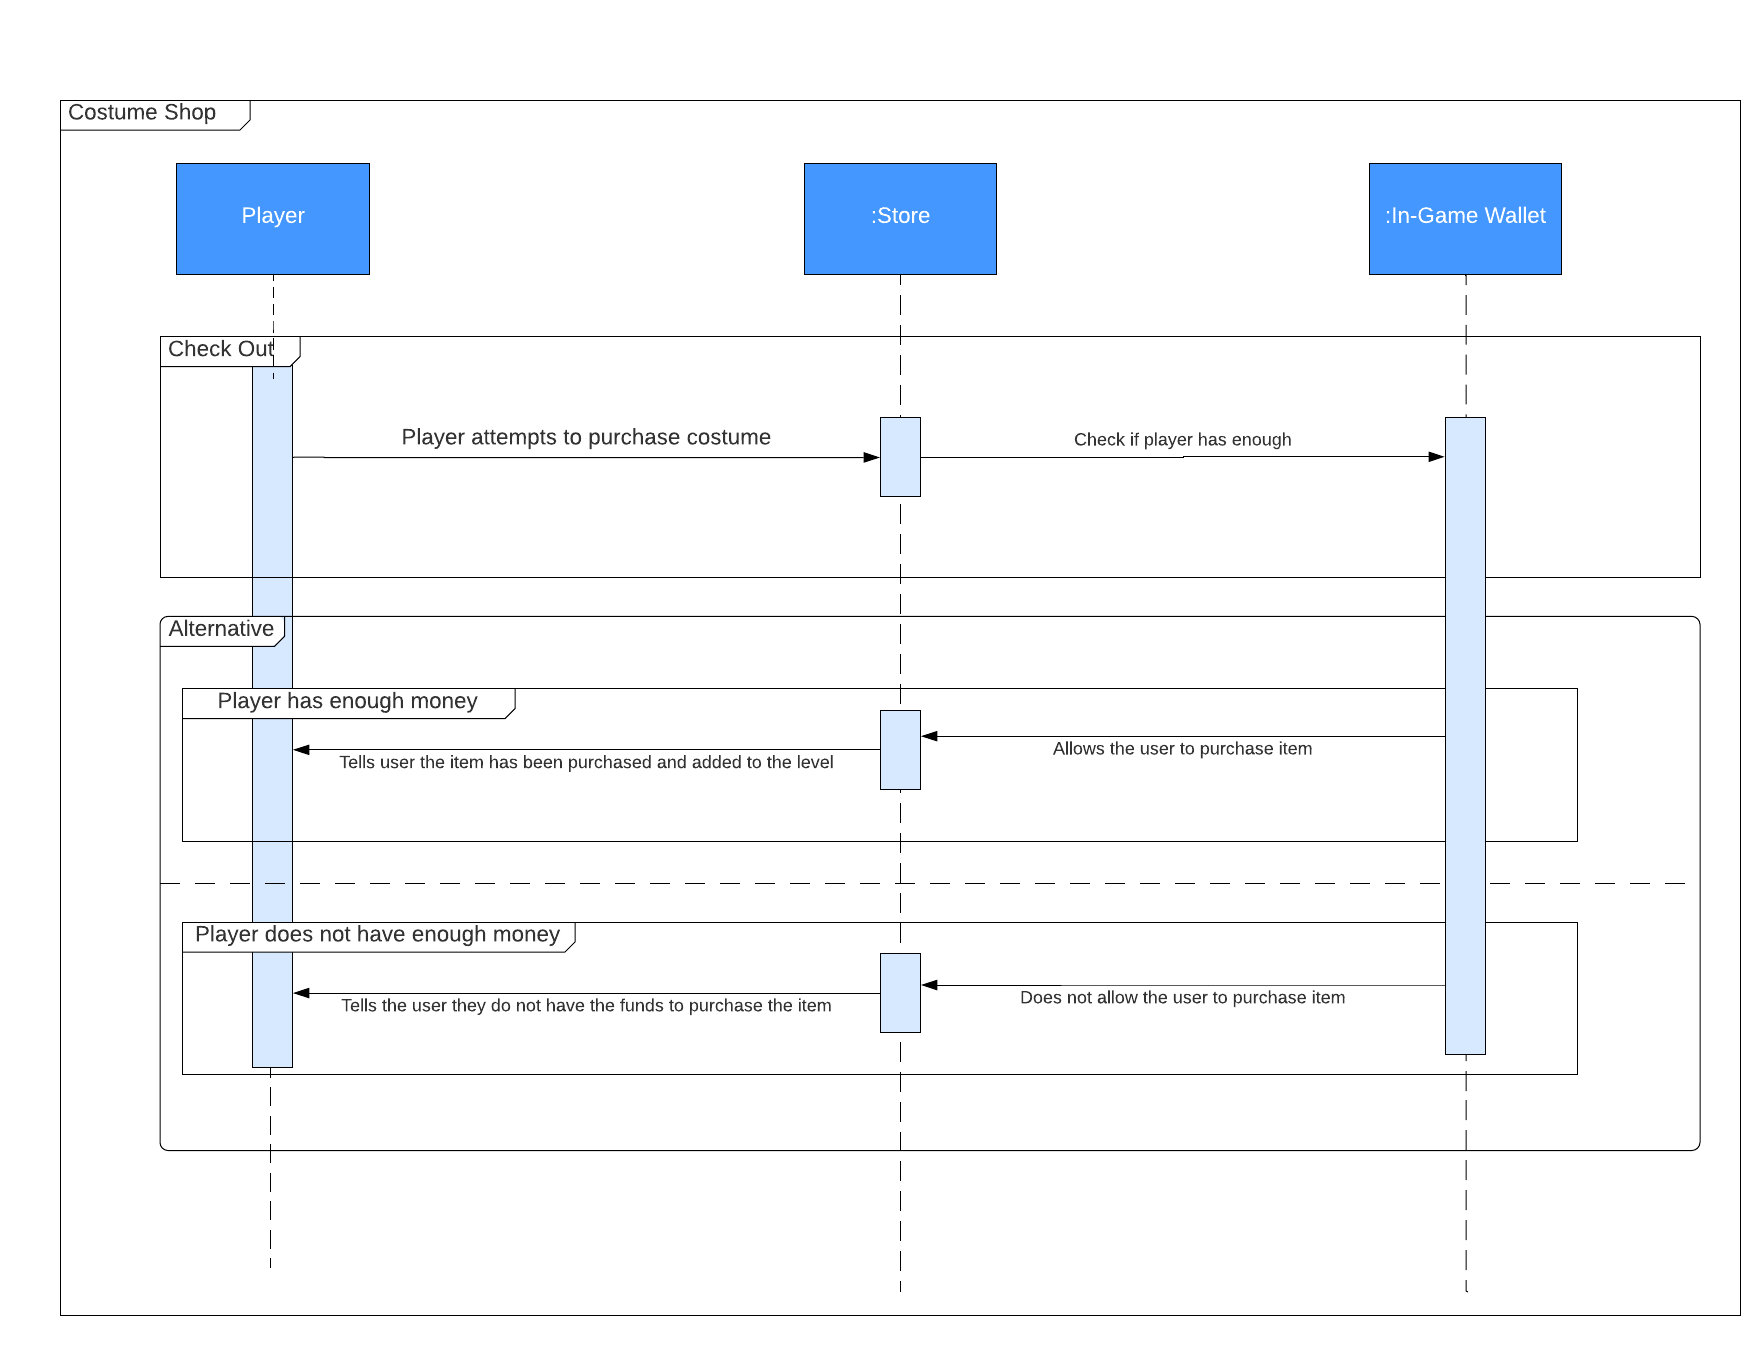 Costume Shop
Player
:Store
:In-Game Wallet
Check Out
Player attempts to purchase costume
Check if player has enough
Alternative
Player has enough money
Allows the user to purchase item
Tells user the item has been purchased and added to the level
Player does not have enough money
Does not allow the user to purchase item
Tells the user they do not have the funds to purchase the item